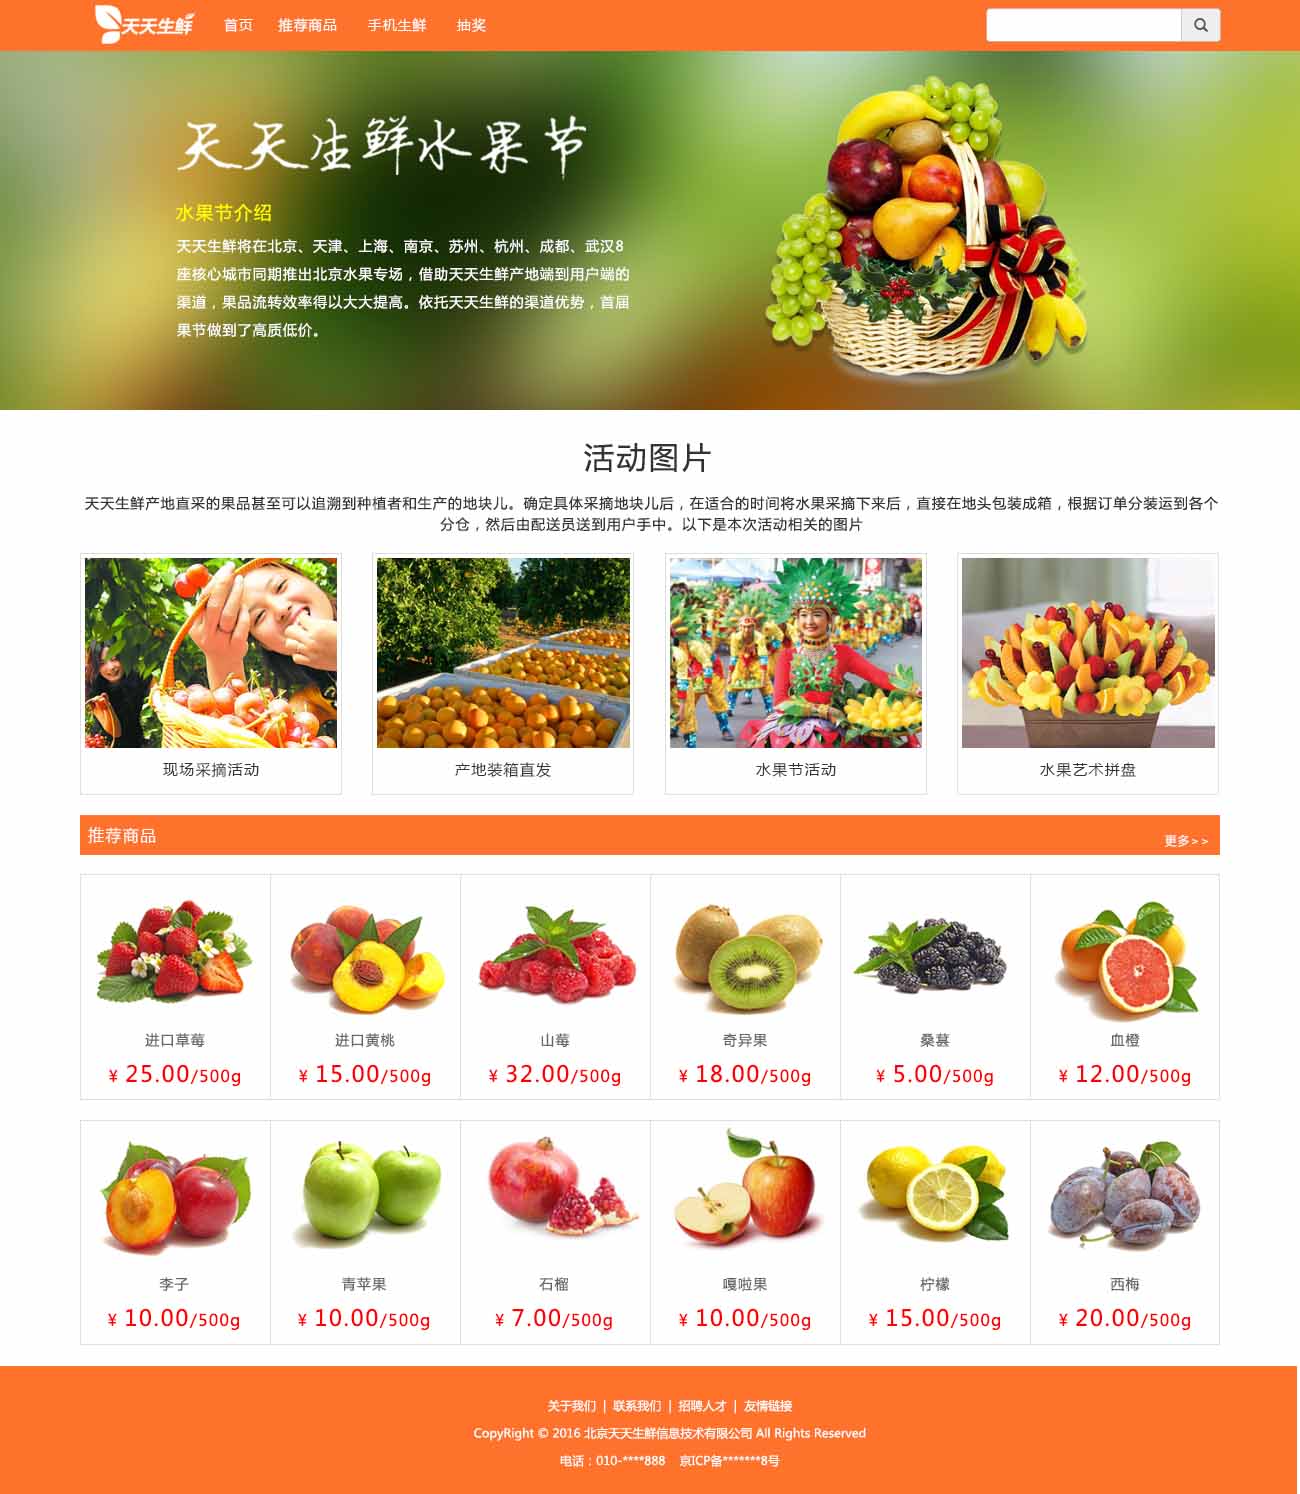 天天生鲜 首页 推荐商品 手机生鲜 抽奖
天天生鲜水果节
水果节介绍
天天生鲜将在北京、天津、上海、南京、苏州、杭州、成都、武汉8
座核心城市同期推出北京水果专场，借助天天生鲜产地端到用户端的
渠道，果品流转效率得以大大提高。依托天天生鲜的渠道优势，首届
果节做到了高质低价。
活动图片
天天生鲜产地直采的果品甚至可以追溯到种植者和生产的地块儿。确定具体采摘地块儿后，在适合的时间将水果采摘下来后，直接在地头包装成箱，根据订单分装运到各个
分仓，然后由配送员送到用户手中。以下是本次活动相关的图片
现场采摘活动 产地装箱直发 水果节活动 水果艺术拼盘
推荐商品 更多>>
进口草莓 进口黄桃 山莓 奇异果 桑葚 血橙
¥ 25.00/500g ¥ 15.00/500g ¥ 32.00/500g ¥ 18.00/500g ¥ 5.00/500g ¥ 12.00/500g
李子 青苹果 石榴 嘎啦果 柠檬 西梅
¥ 10.00/500g ¥ 10.00/500g ¥ 7.00/500g ¥ 10.00/500g ¥ 15.00/500g ¥ 20.00/500g
关于我们 | 联系我们 | 招聘人才 | 友情链接
CopyRight © 2016 北京天天生鲜信息技术有限公司 All Rights Reserved
电话：010-****888 京ICP备*******8号